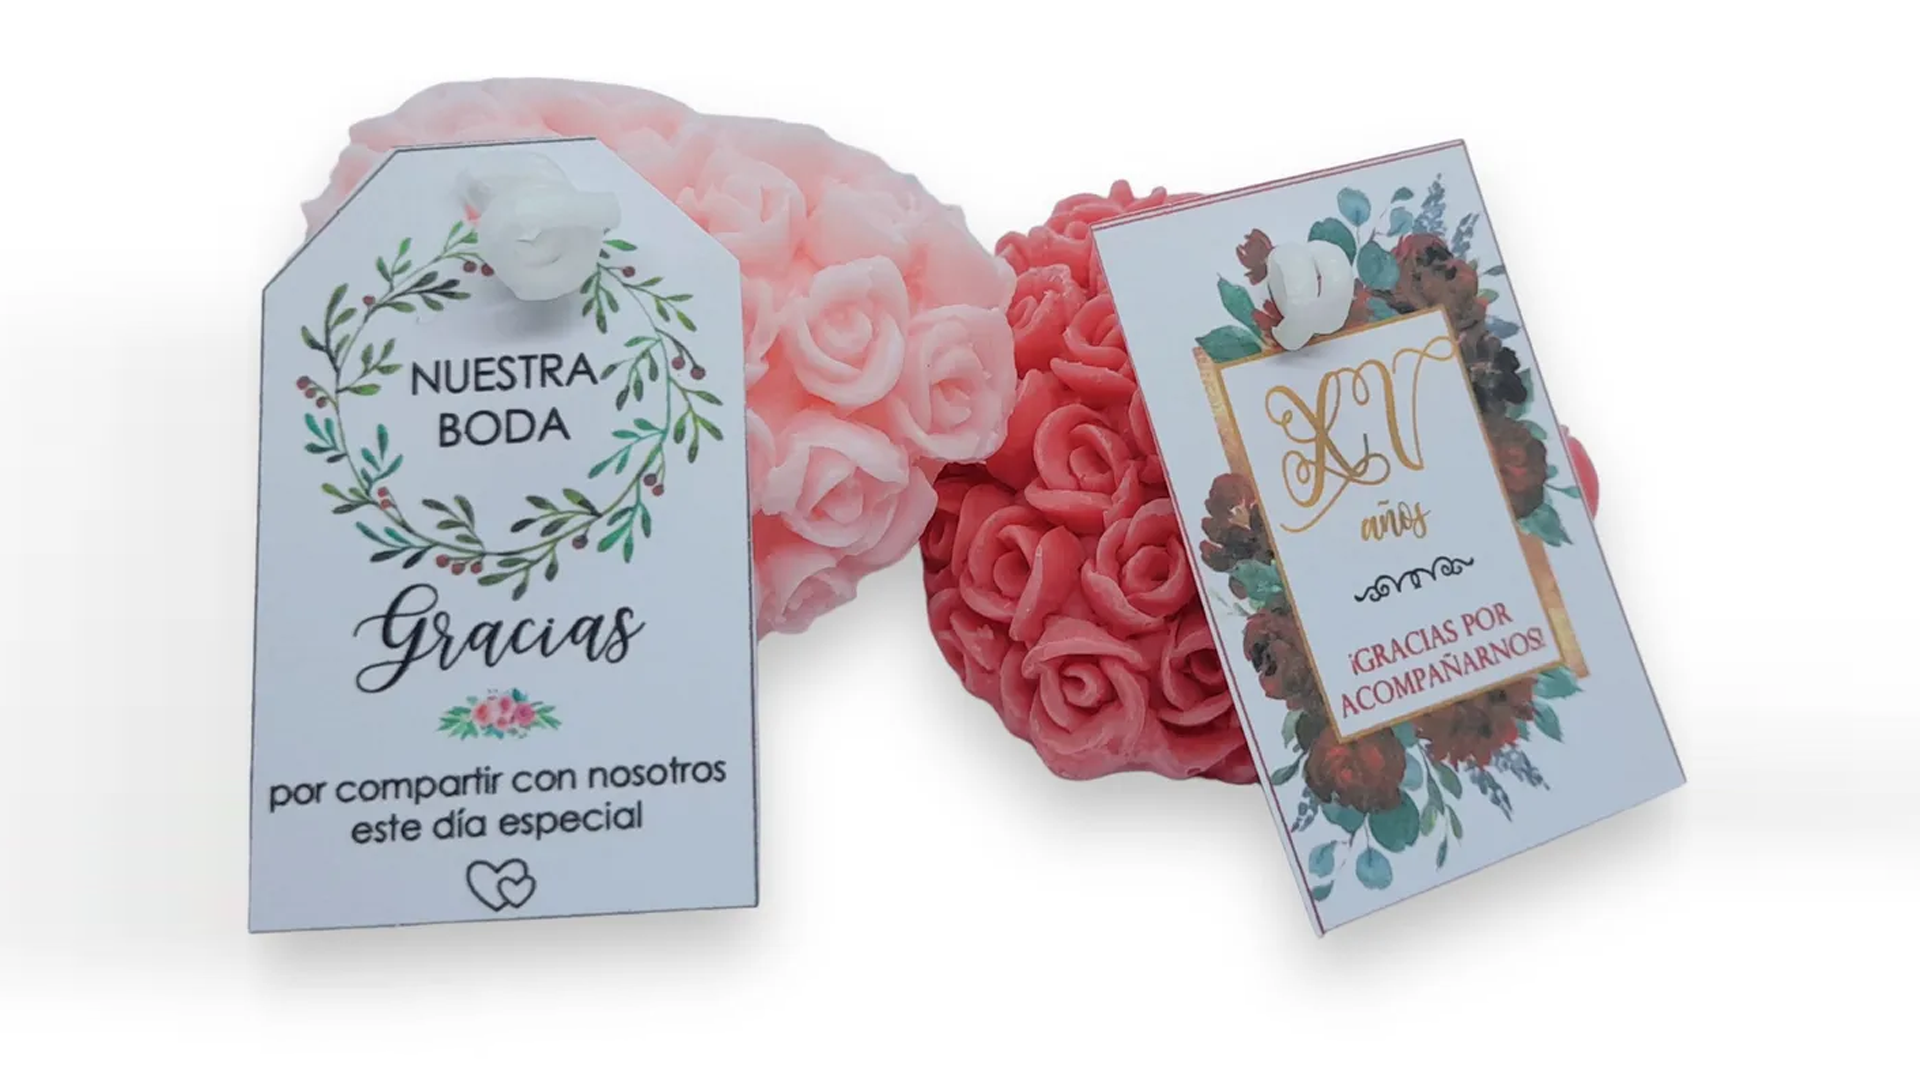 NUESTRA
BODA
Gracias
por compartir con nosotros
este día especial
XV
años
¡GRACIAS POR
ACOMPAÑARNOS!